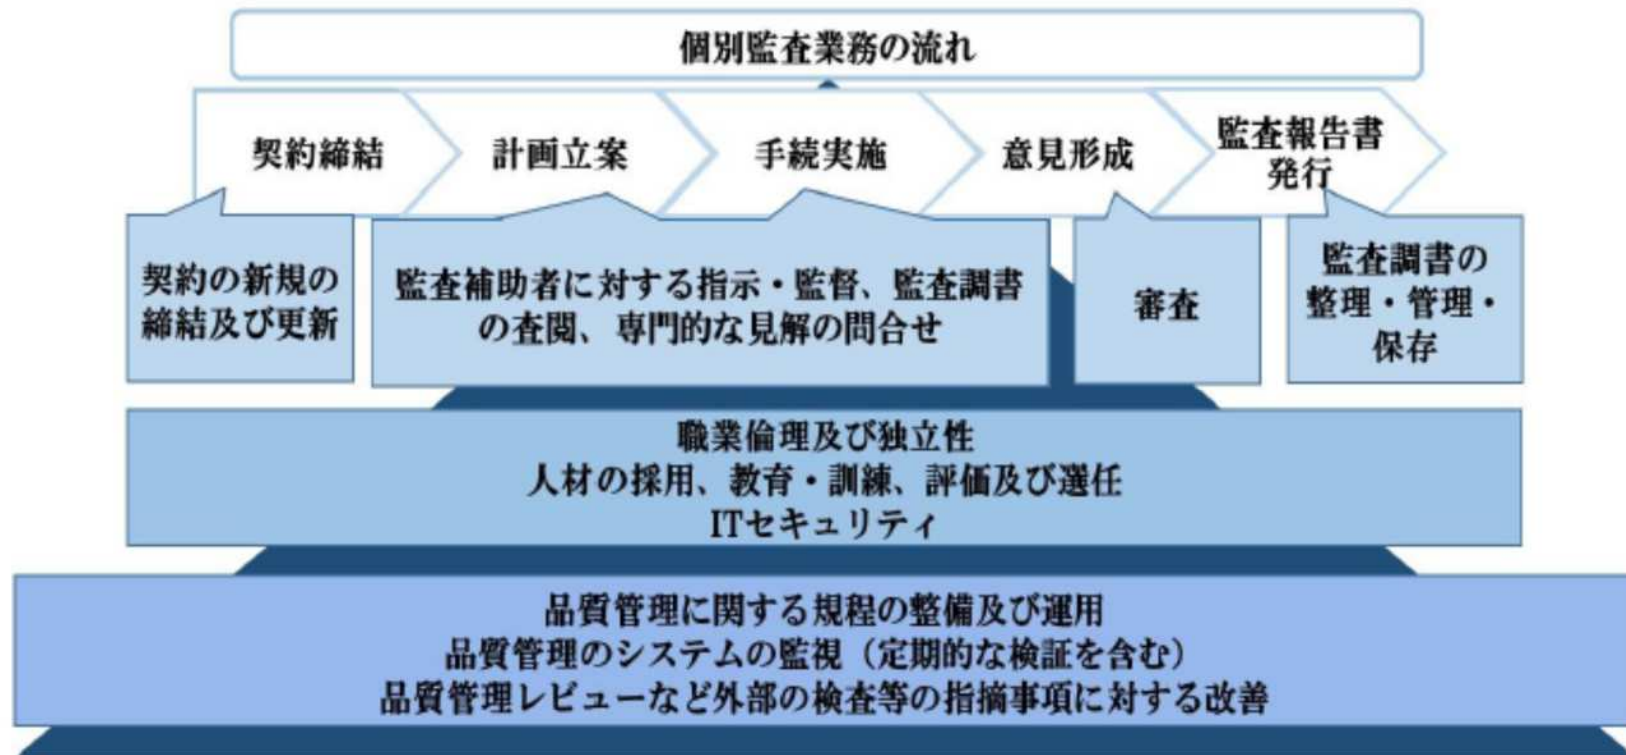 個別監査業務の流れ
契約締結
計画立案
手続実施
意見形成
監査報告書
発行
契約の新規の
締結及び更新
監査補助者に対する指示・監督、監査調書
の査閲、専門的な見解の問合せ
審査
監査調書の
整理・管理・
保存
職業倫理及び独立性
人材の採用、教育・訓練、評価及び選任
ITセキュリティ
品質管理に関する規程の整備及び運用
品質管理のシステムの監視（定期的な検証を含む）
品質管理レビューなど外部の検査等の指摘事項に対する改善